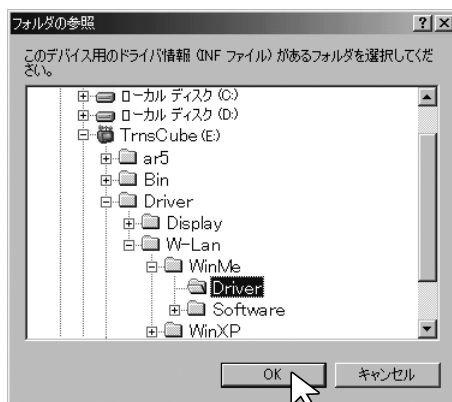 フォルダの参照
このデバイス用のドライバ情報 (INF ファイル) があるフォルダを選択してくだ
さい。
ローカル ディスク (C:)
ローカル ディスク (D:)
TrnsCube (E:)
ar5
Bin
Driver
Display
W-Lan
WinMe
Driver
Software
WinXP
OK キャンセル